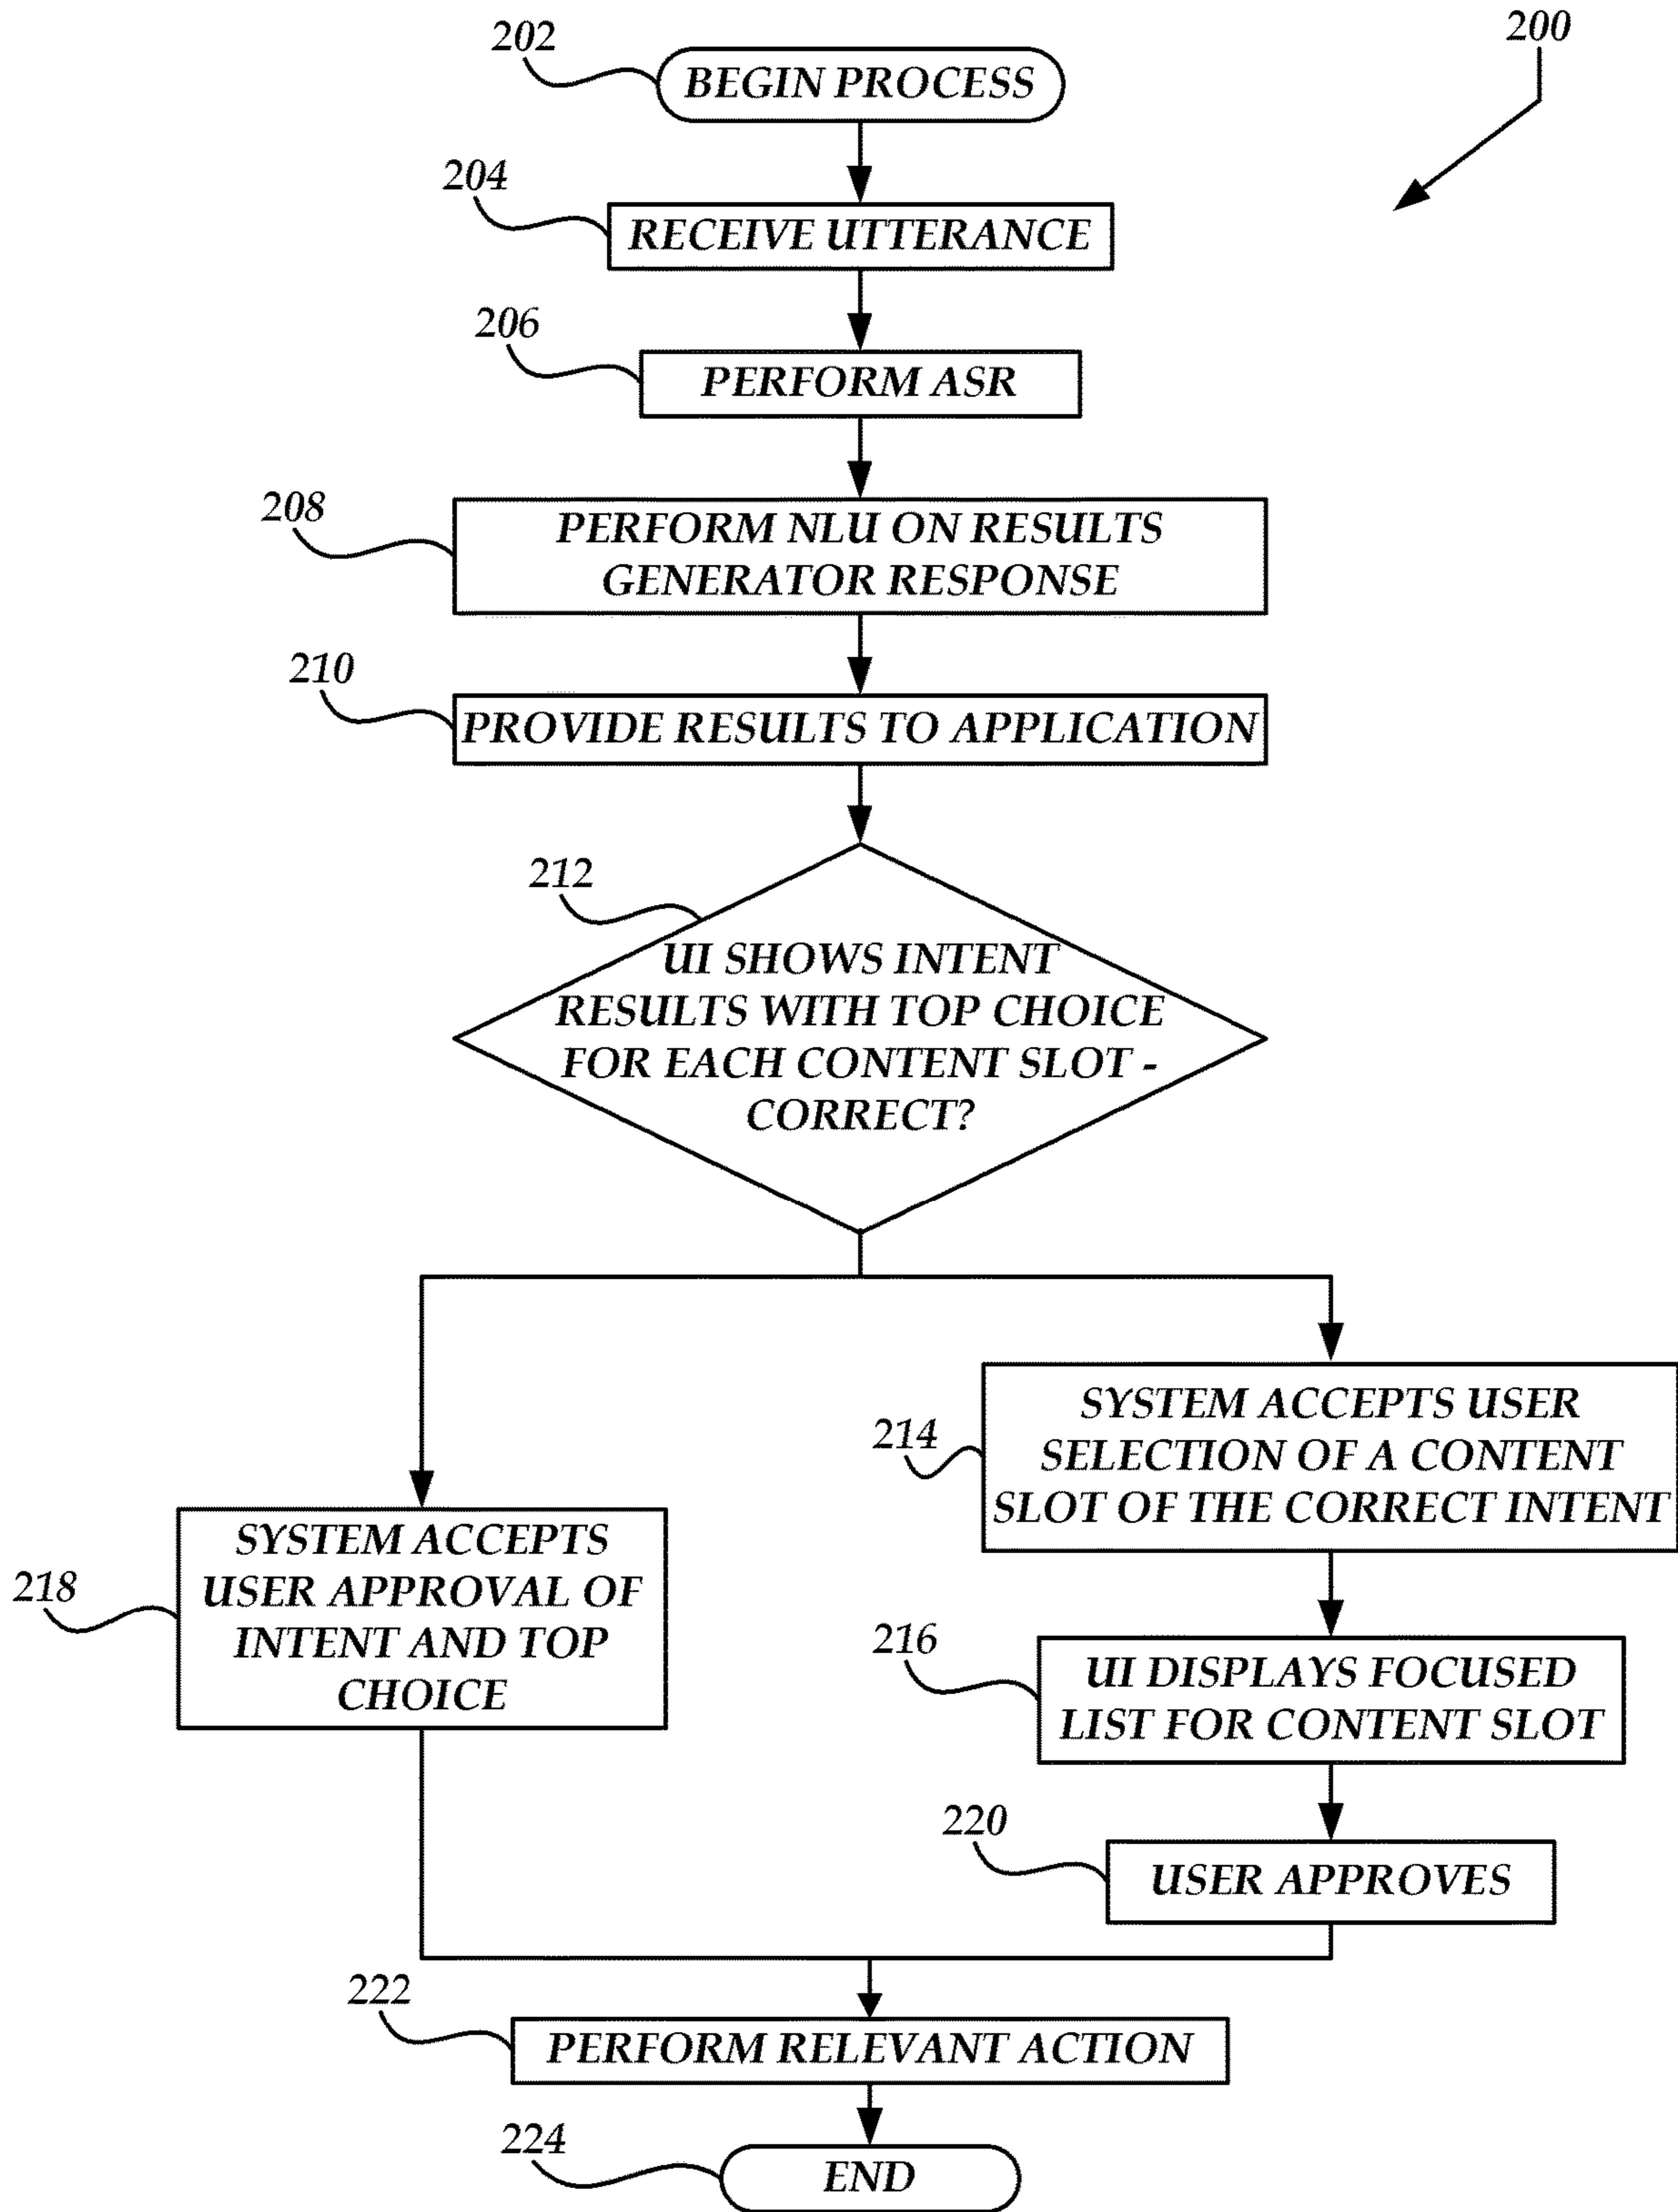 200
202
BEGIN PROCESS
204
RECEIVE UTTERANCE
206
PERFORM ASR
208
PERFORM NLU ON RESULTS
GENERATOR RESPONSE
210
PROVIDE RESULTS TO APPLICATION
212
UI SHOWS INTENT
RESULTS WITH TOP CHOICE
FOR EACH CONTENT SLOT -
CORRECT?
214
SYSTEM ACCEPTS USER
SELECTION OF A CONTENT
SLOT OF THE CORRECT INTENT
218
SYSTEM ACCEPTS
USER APPROVAL OF
INTENT AND TOP
CHOICE
216
UI DISPLAYS FOCUSED
LIST FOR CONTENT SLOT
220
USER APPROVES
222
PERFORM RELEVANT ACTION
224
END